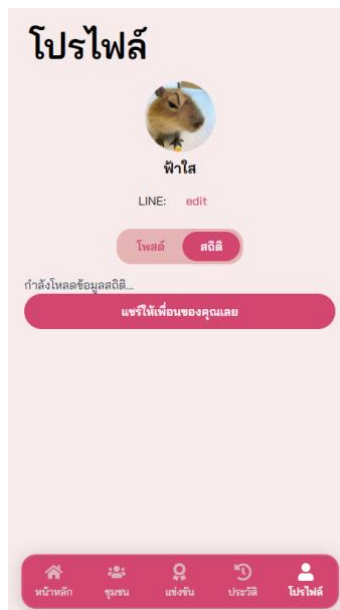 โปรไฟล์
ฟ้าใส
LINE: edit
โพสต์ สถิติ
กำลังโหลดข้อมูลสถิติ...
แชร์ให้เพื่อนของคุณเลย
หน้าหลัก ชุมชน แข่งขัน ประวัติ โปรไฟล์